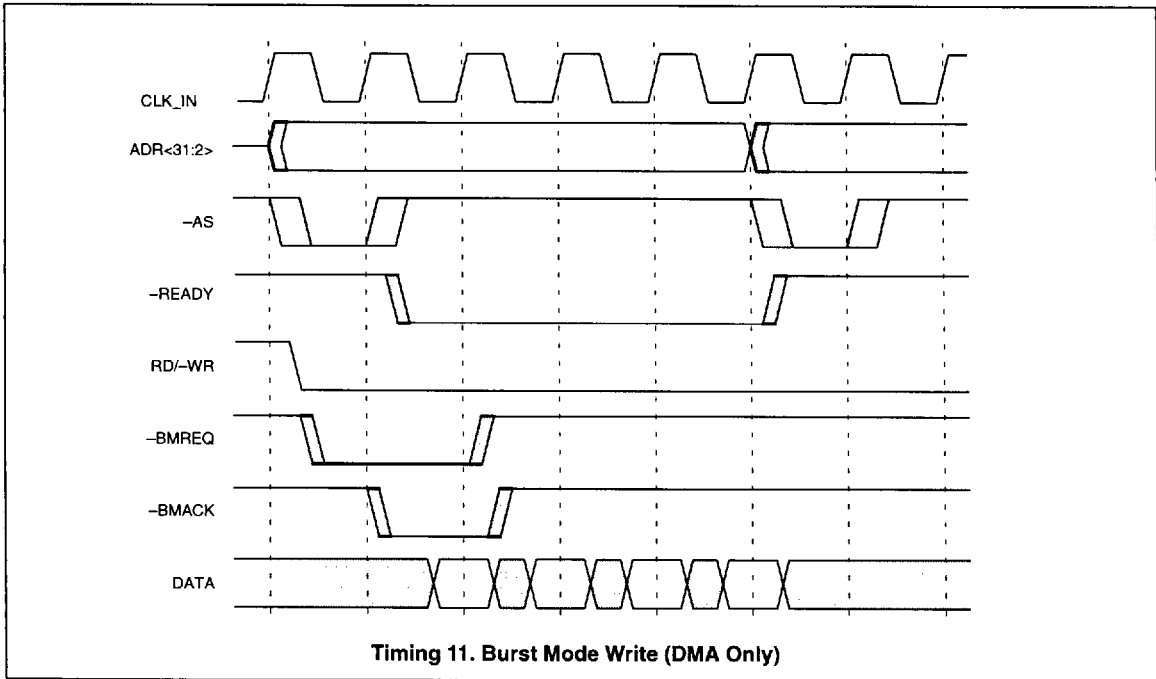 CLK_IN
ADR<31:2>
–AS
–READY
RD/–WR
–BMREQ
–BMACK
DATA
Timing 11. Burst Mode Write (DMA Only)